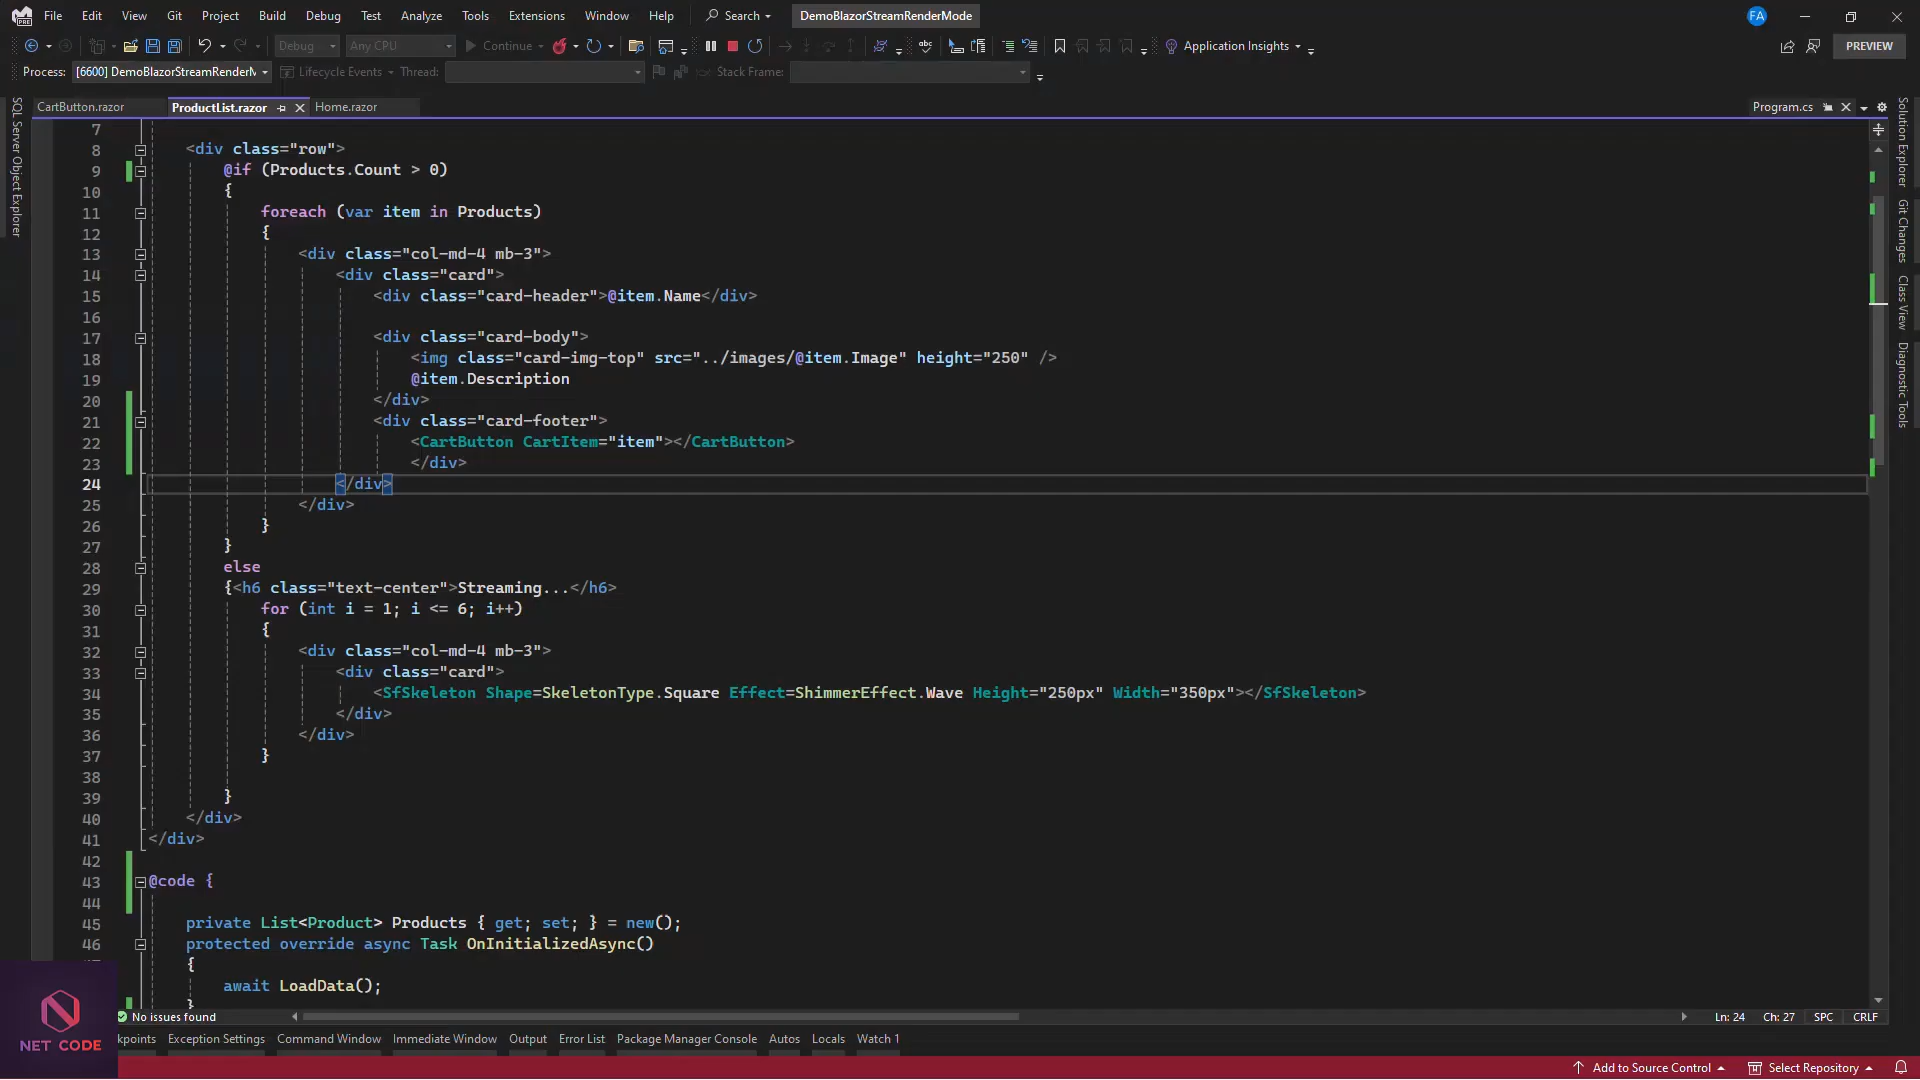 File Edit View Git Project Build Debug Test Analyze Tools Extensions Window Help Search DemoBlazorStreamRenderMode FA
Debug Any CPU Continue Application Insights PREVIEW
Process: [6600] DemoBlazorStreamRenderM Lifecycle Events Thread: Stack Frame:
CartButton.razor ProductList.razor Home.razor Program.cs
SQL Server Object Explorer
Solution Explorer
Git Changes
Class View
Diagnostic Tools
7
8 <div class="row">
9 @if (Products.Count > 0)
10 {
11 foreach (var item in Products)
12 {
13 <div class="col-md-4 mb-3">
14 <div class="card">
15 <div class="card-header">@item.Name</div>
16
17 <div class="card-body">
18 <img class="card-img-top" src="../images/@item.Image" height="250" />
19 @item.Description
20 </div>
21 <div class="card-footer">
22 <CartButton CartItem="item"></CartButton>
23 </div>
24 </div>
25 </div>
26 }
27 }
28 else
29 {<h6 class="text-center">Streaming...</h6>
30 for (int i = 1; i <= 6; i++)
31 {
32 <div class="col-md-4 mb-3">
33 <div class="card">
34 <SfSkeleton Shape=SkeletonType.Square Effect=ShimmerEffect.Wave Height="250px" Width="350px"></SfSkeleton>
35 </div>
36 </div>
37 }
38
39 }
40 </div>
41 </div>
42
43 @code {
44
45 private List<Product> Products { get; set; } = new();
46 protected override async Task OnInitializedAsync()
{
await LoadData();
}
No issues found Ln: 24 Ch: 27 SPC CRLF
kpoints Exception Settings Command Window Immediate Window Output Error List Package Manager Console Autos Locals Watch 1
NET CODE
Add to Source Control Select Repository